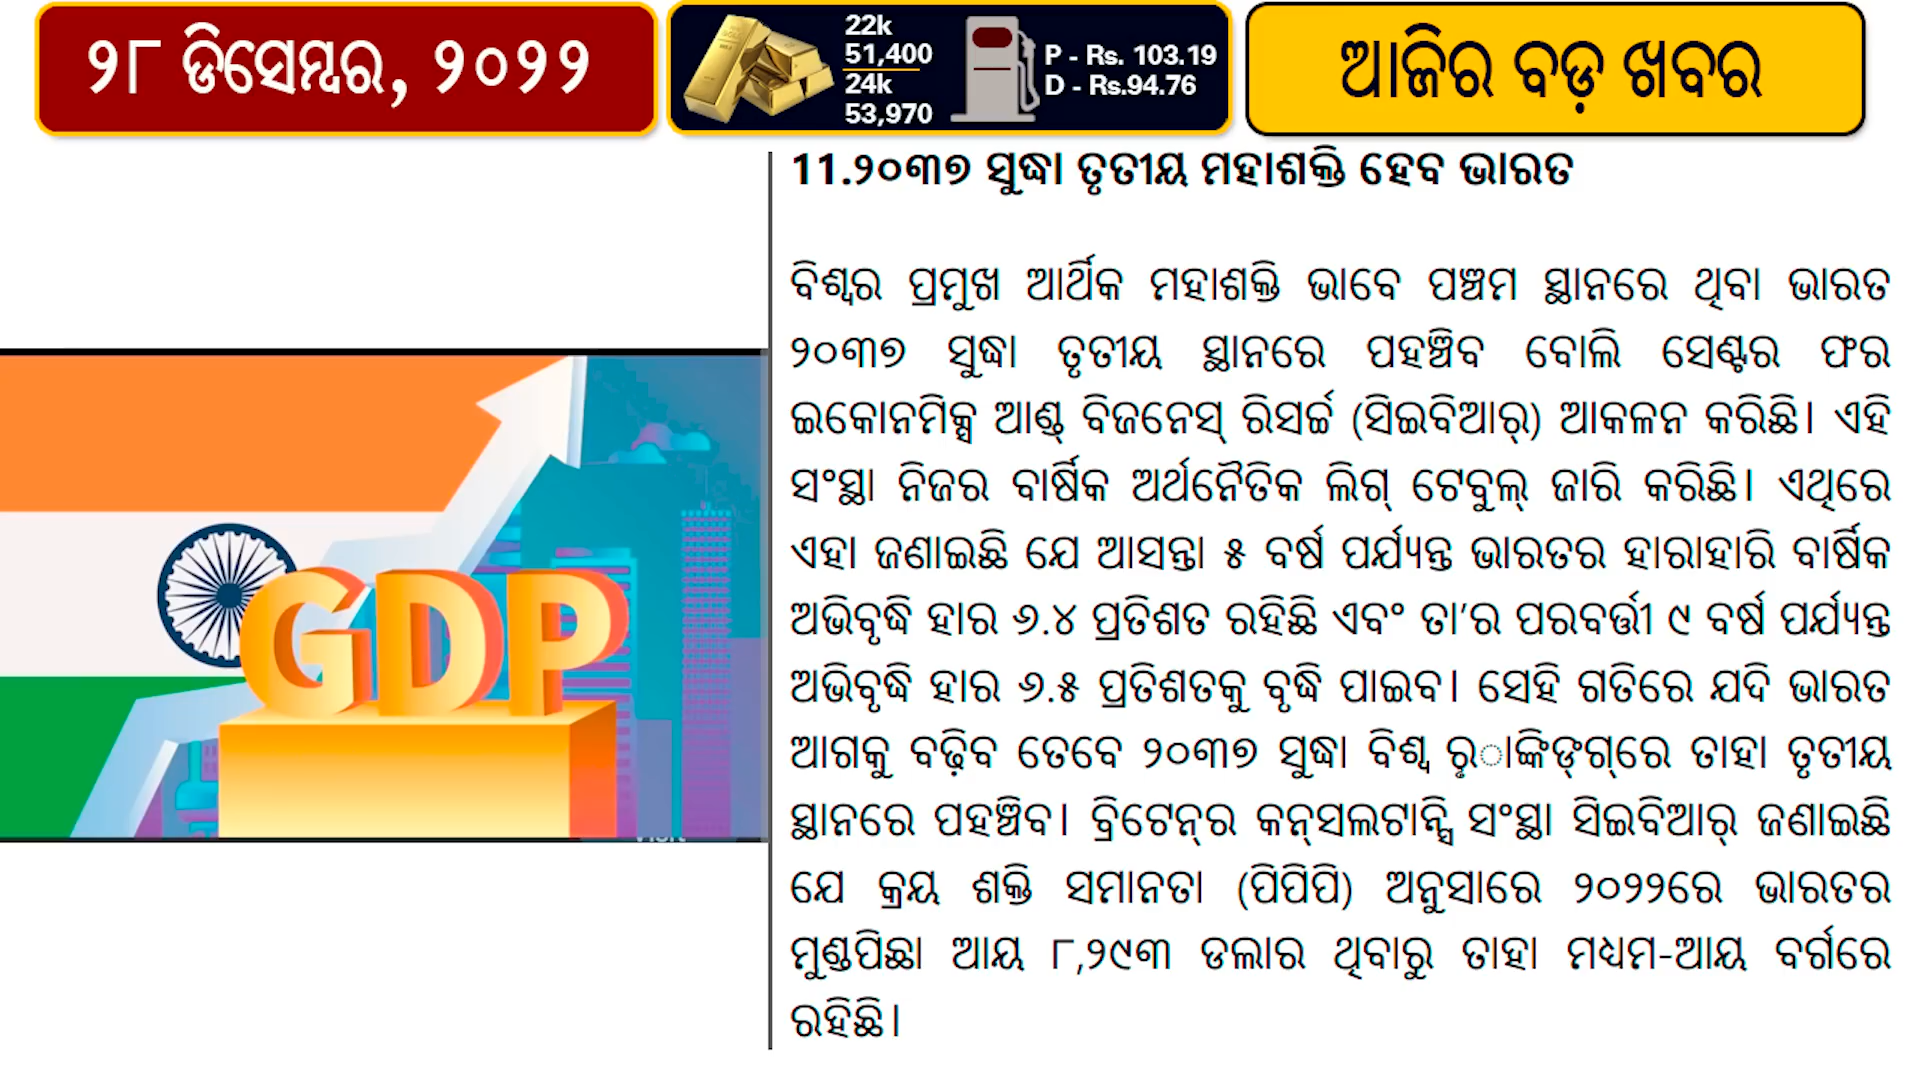 ୨୮ ଡିସେମ୍ବର, ୨୦୨୨
22k
51,400
24k
53,970
P - Rs. 103.19
D - Rs.94.76
ଆଜିର ବଡ଼ ଖବର
11.୨୦୩୭ ସୁଦ୍ଧା ତୃତୀୟ ମହାଶକ୍ତି ହେବ ଭାରତ
ବିଶ୍ୱର ପ୍ରମୁଖ ଆର୍ଥିକ ମହାଶକ୍ତି ଭାବେ ପଞ୍ଚମ ସ୍ଥାନରେ ଥିବା ଭାରତ
୨୦୩୭ ସୁଦ୍ଧା ତୃତୀୟ ସ୍ଥାନରେ ପହଞ୍ଚିବ ବୋଲି ସେଣ୍ଟର ଫର
ଇକୋନମିକ୍ସ ଆଣ୍ଡ୍ ବିଜନେସ୍ ରିସର୍ଚ୍ଚ (ସିଇବିଆର୍) ଆକଳନ କରିଛି। ଏହି
ସଂସ୍ଥା ନିଜର ବାର୍ଷିକ ଅର୍ଥନୈତିକ ଲିଗ୍ ଟେବୁଲ୍ ଜାରି କରିଛି। ଏଥିରେ
ଏହା ଜଣାଇଛି ଯେ ଆସନ୍ତା ୫ ବର୍ଷ ପର୍ଯ୍ୟନ୍ତ ଭାରତର ହାରାହାରି ବାର୍ଷିକ
ଅଭିବୃଦ୍ଧି ହାର ୬.୪ ପ୍ରତିଶତ ରହିଛି ଏବଂ ତା’ର ପରବର୍ତ୍ତୀ ୯ ବର୍ଷ ପର୍ଯ୍ୟନ୍ତ
ଅଭିବୃଦ୍ଧି ହାର ୬.୫ ପ୍ରତିଶତକୁ ବୃଦ୍ଧି ପାଇବ। ସେହି ଗତିରେ ଯଦି ଭାରତ
ଆଗକୁ ବଢ଼ିବ ତେବେ ୨୦୩୭ ସୁଦ୍ଧା ବିଶ୍ୱ ରୃାଙ୍କିଙ୍ଗ୍‌ରେ ତାହା ତୃତୀୟ
ସ୍ଥାନରେ ପହଞ୍ଚିବ। ବ୍ରିଟେନ୍‌ର କନ୍‌ସଲଟାନ୍ସି ସଂସ୍ଥା ସିଇବିଆର୍ ଜଣାଇଛି
ଯେ କ୍ରୟ ଶକ୍ତି ସମାନତା (ପିପିପି) ଅନୁସାରେ ୨୦୨୨ରେ ଭାରତର
ମୁଣ୍ଡପିଛା ଆୟ ୮,୨୯୩ ଡଲାର ଥିବାରୁ ତାହା ମଧ୍ୟମ-ଆୟ ବର୍ଗରେ
ରହିଛି।
GDP